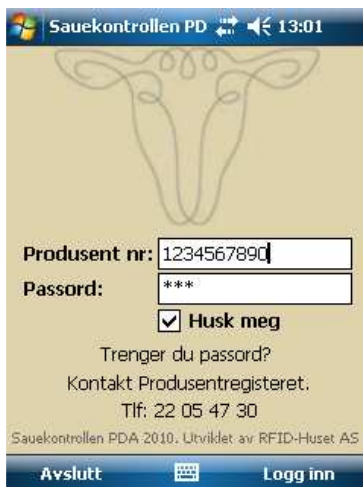 Sauekontrollen PD 13:01
Produsent nr: 1234567890
Passord: ***
Husk meg
Trenger du passord?
Kontakt Produsentregisteret.
Tlf: 22 05 47 30
Sauekontrollen PDA 2010. Utviklet av RFID-Huset AS
Avslutt Logg inn